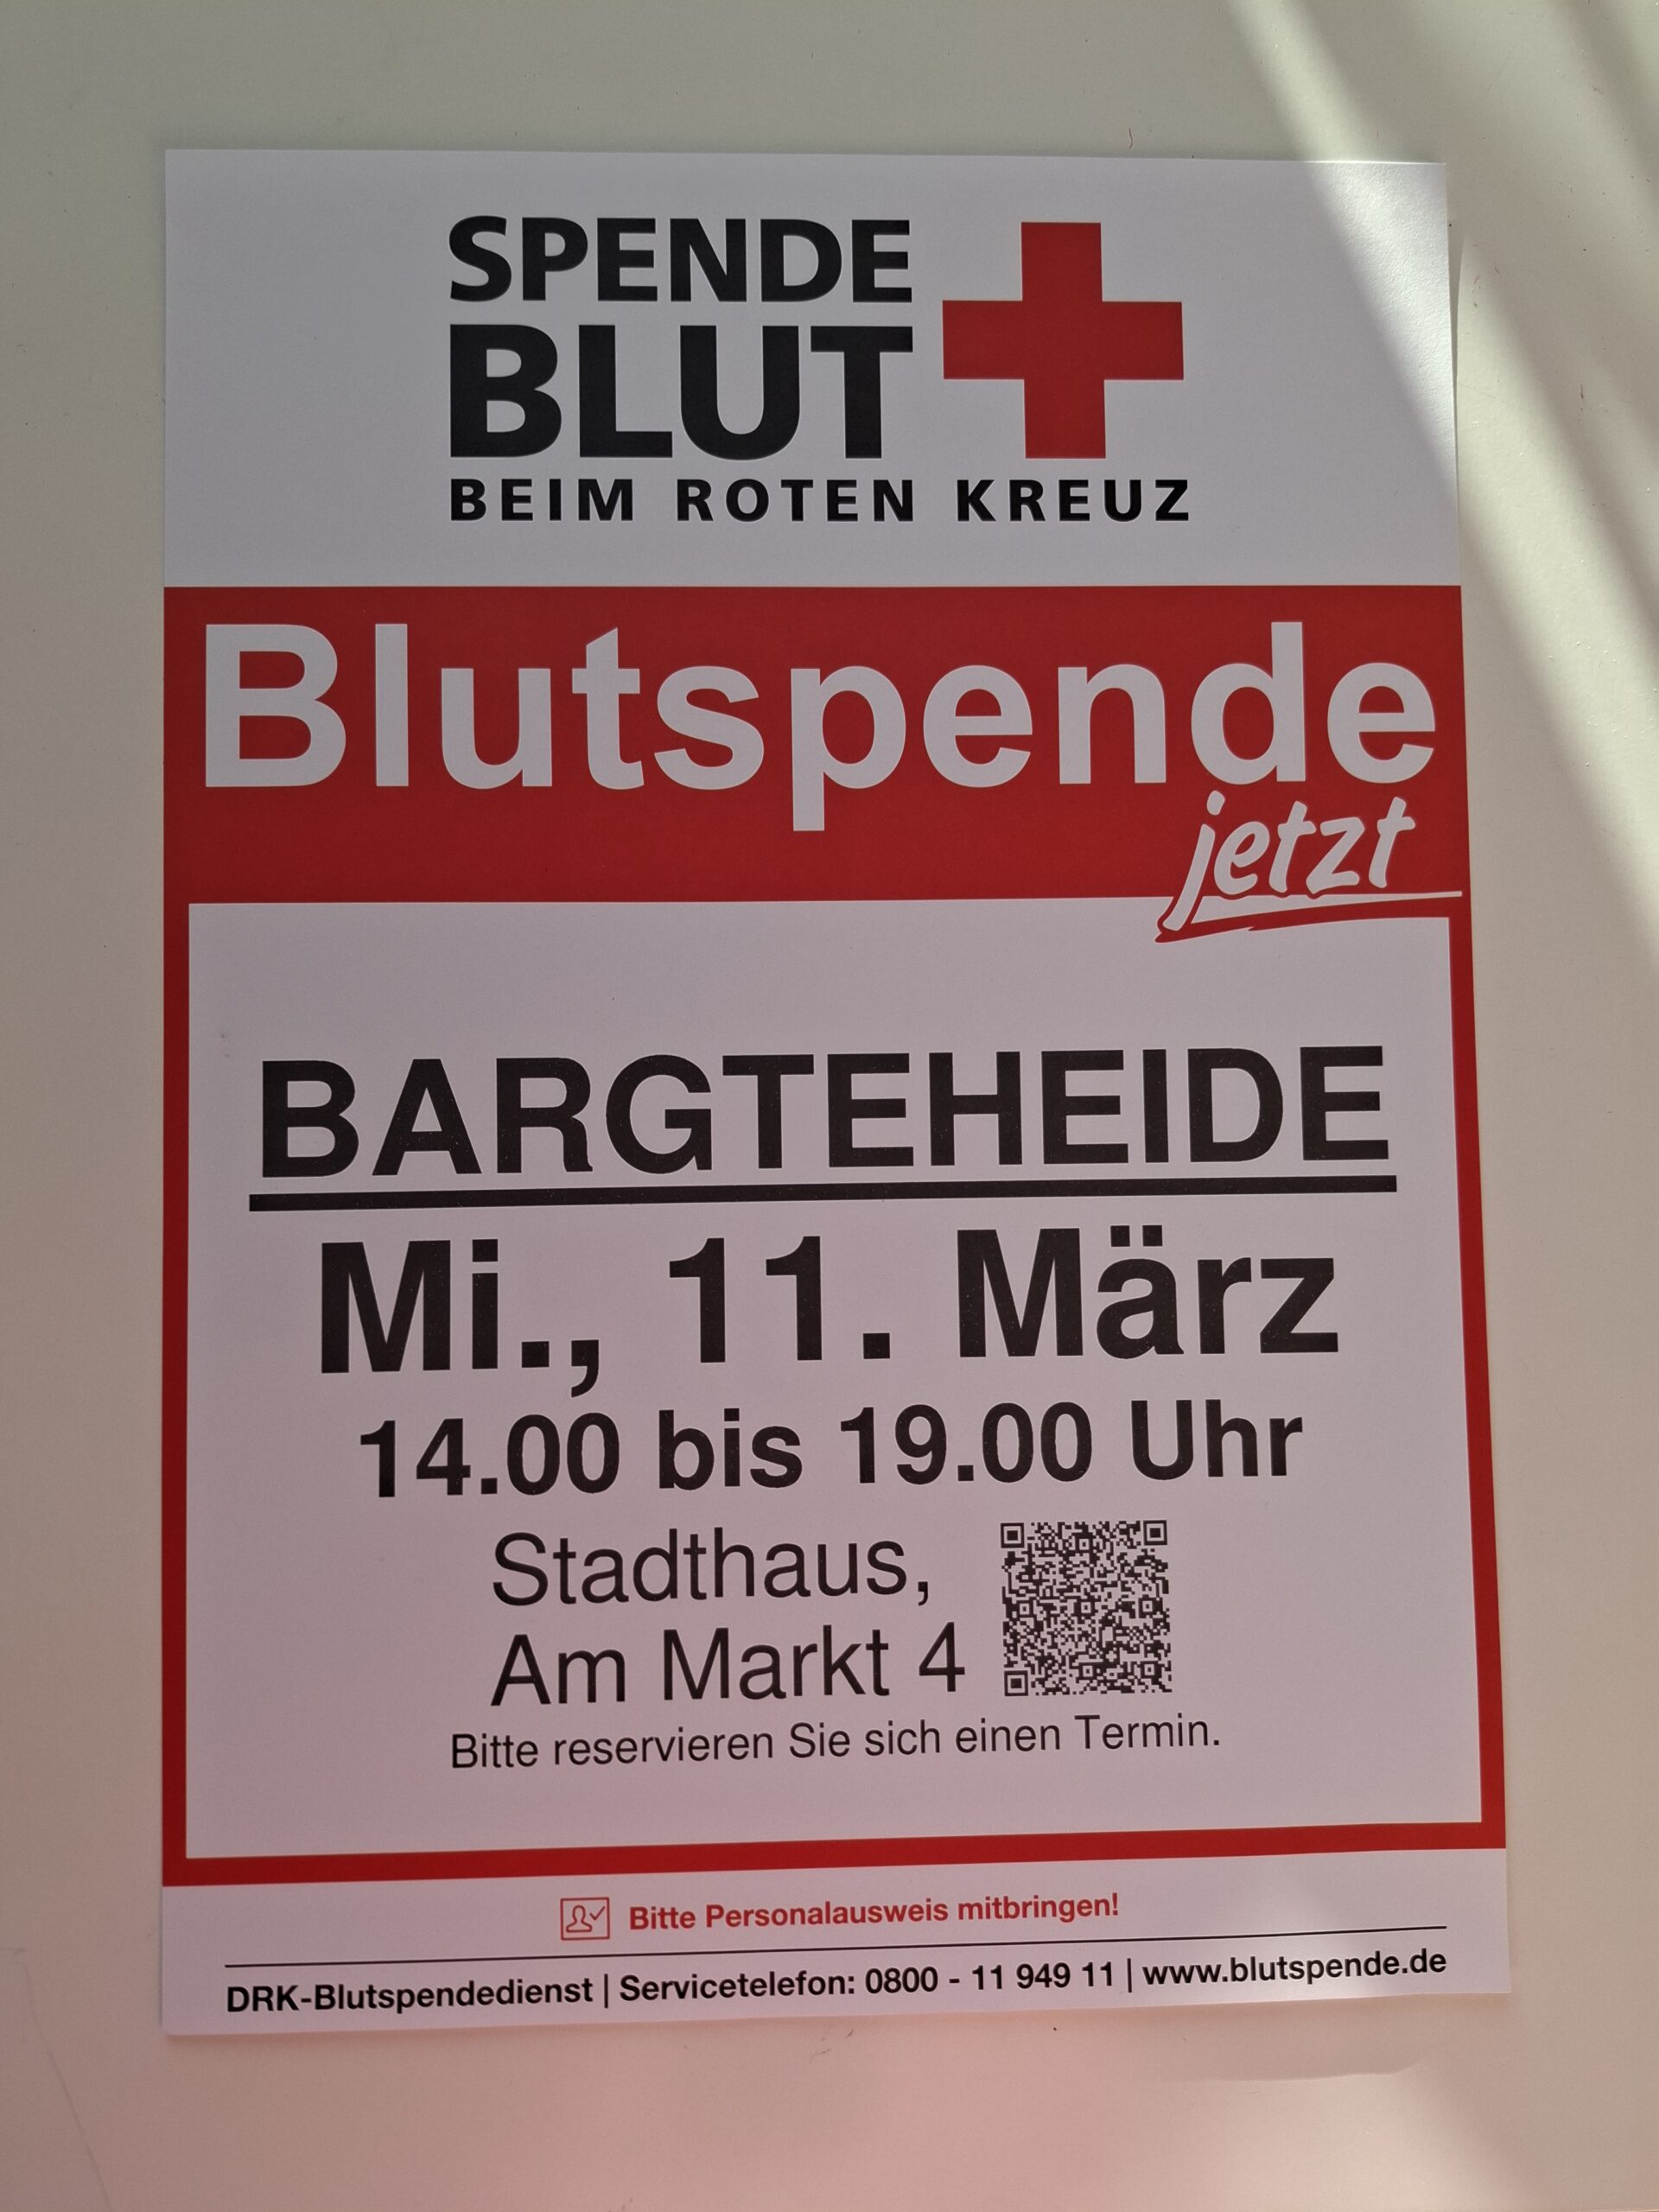 SPENDE
BLUT
BEIM ROTEN KREUZ
Blutspende
jetzt
BARGTEHEIDE
Mi., 11. März
14.00 bis 19.00 Uhr
Stadthaus,
Am Markt 4
Bitte reservieren Sie sich einen Termin.
Bitte Personalausweis mitbringen!
DRK-Blutspendedienst | Servicetelefon: 0800 - 11 949 11 | www.blutspende.de